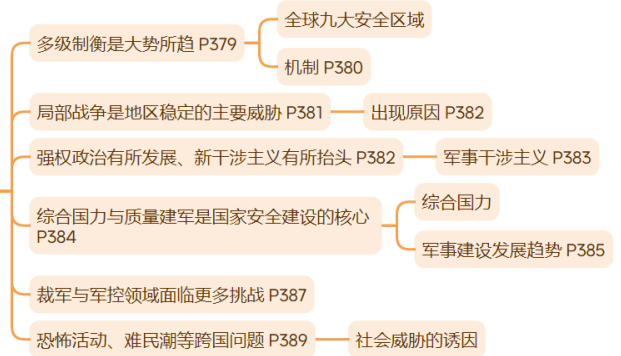 多级制衡是大势所趋 P379
全球九大安全区域
机制 P380
局部战争是地区稳定的主要威胁 P381
出现原因 P382
强权政治有所发展、新干涉主义有所抬头 P382
军事干涉主义 P383
综合国力与质量建军是国家安全建设的核心
P384
综合国力
军事建设发展趋势 P385
裁军与军控领域面临更多挑战 P387
恐怖活动、难民潮等跨国问题 P389
社会威胁的诱因